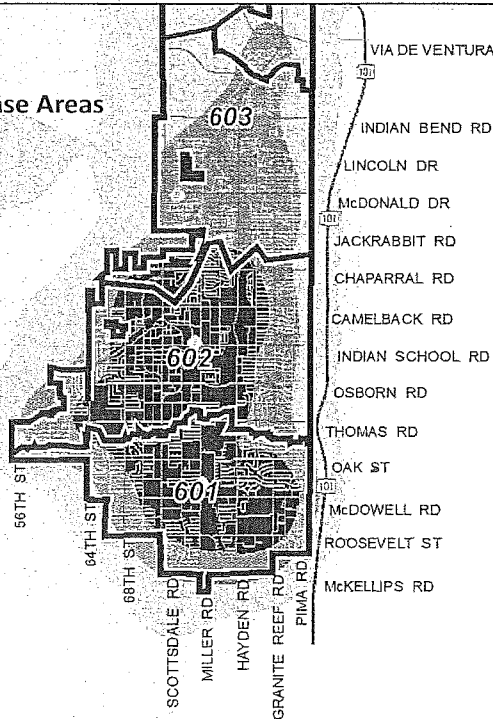 VIA DE VENTURA
101
se Areas
603
INDIAN BEND RD
LINCOLN DR
McDONALD DR
101
JACKRABBIT RD
CHAPARRAL RD
CAMELBACK RD
602
INDIAN SCHOOL RD
OSBORN RD
THOMAS RD
OAK ST
601
101
McDOWELL RD
ROOSEVELT ST
McKELLIPS RD
56TH ST
64TH ST
68TH ST
SCOTTSDALE RD
MILLER RD
HAYDEN RD
GRANITE REEF RD
PIMA RD